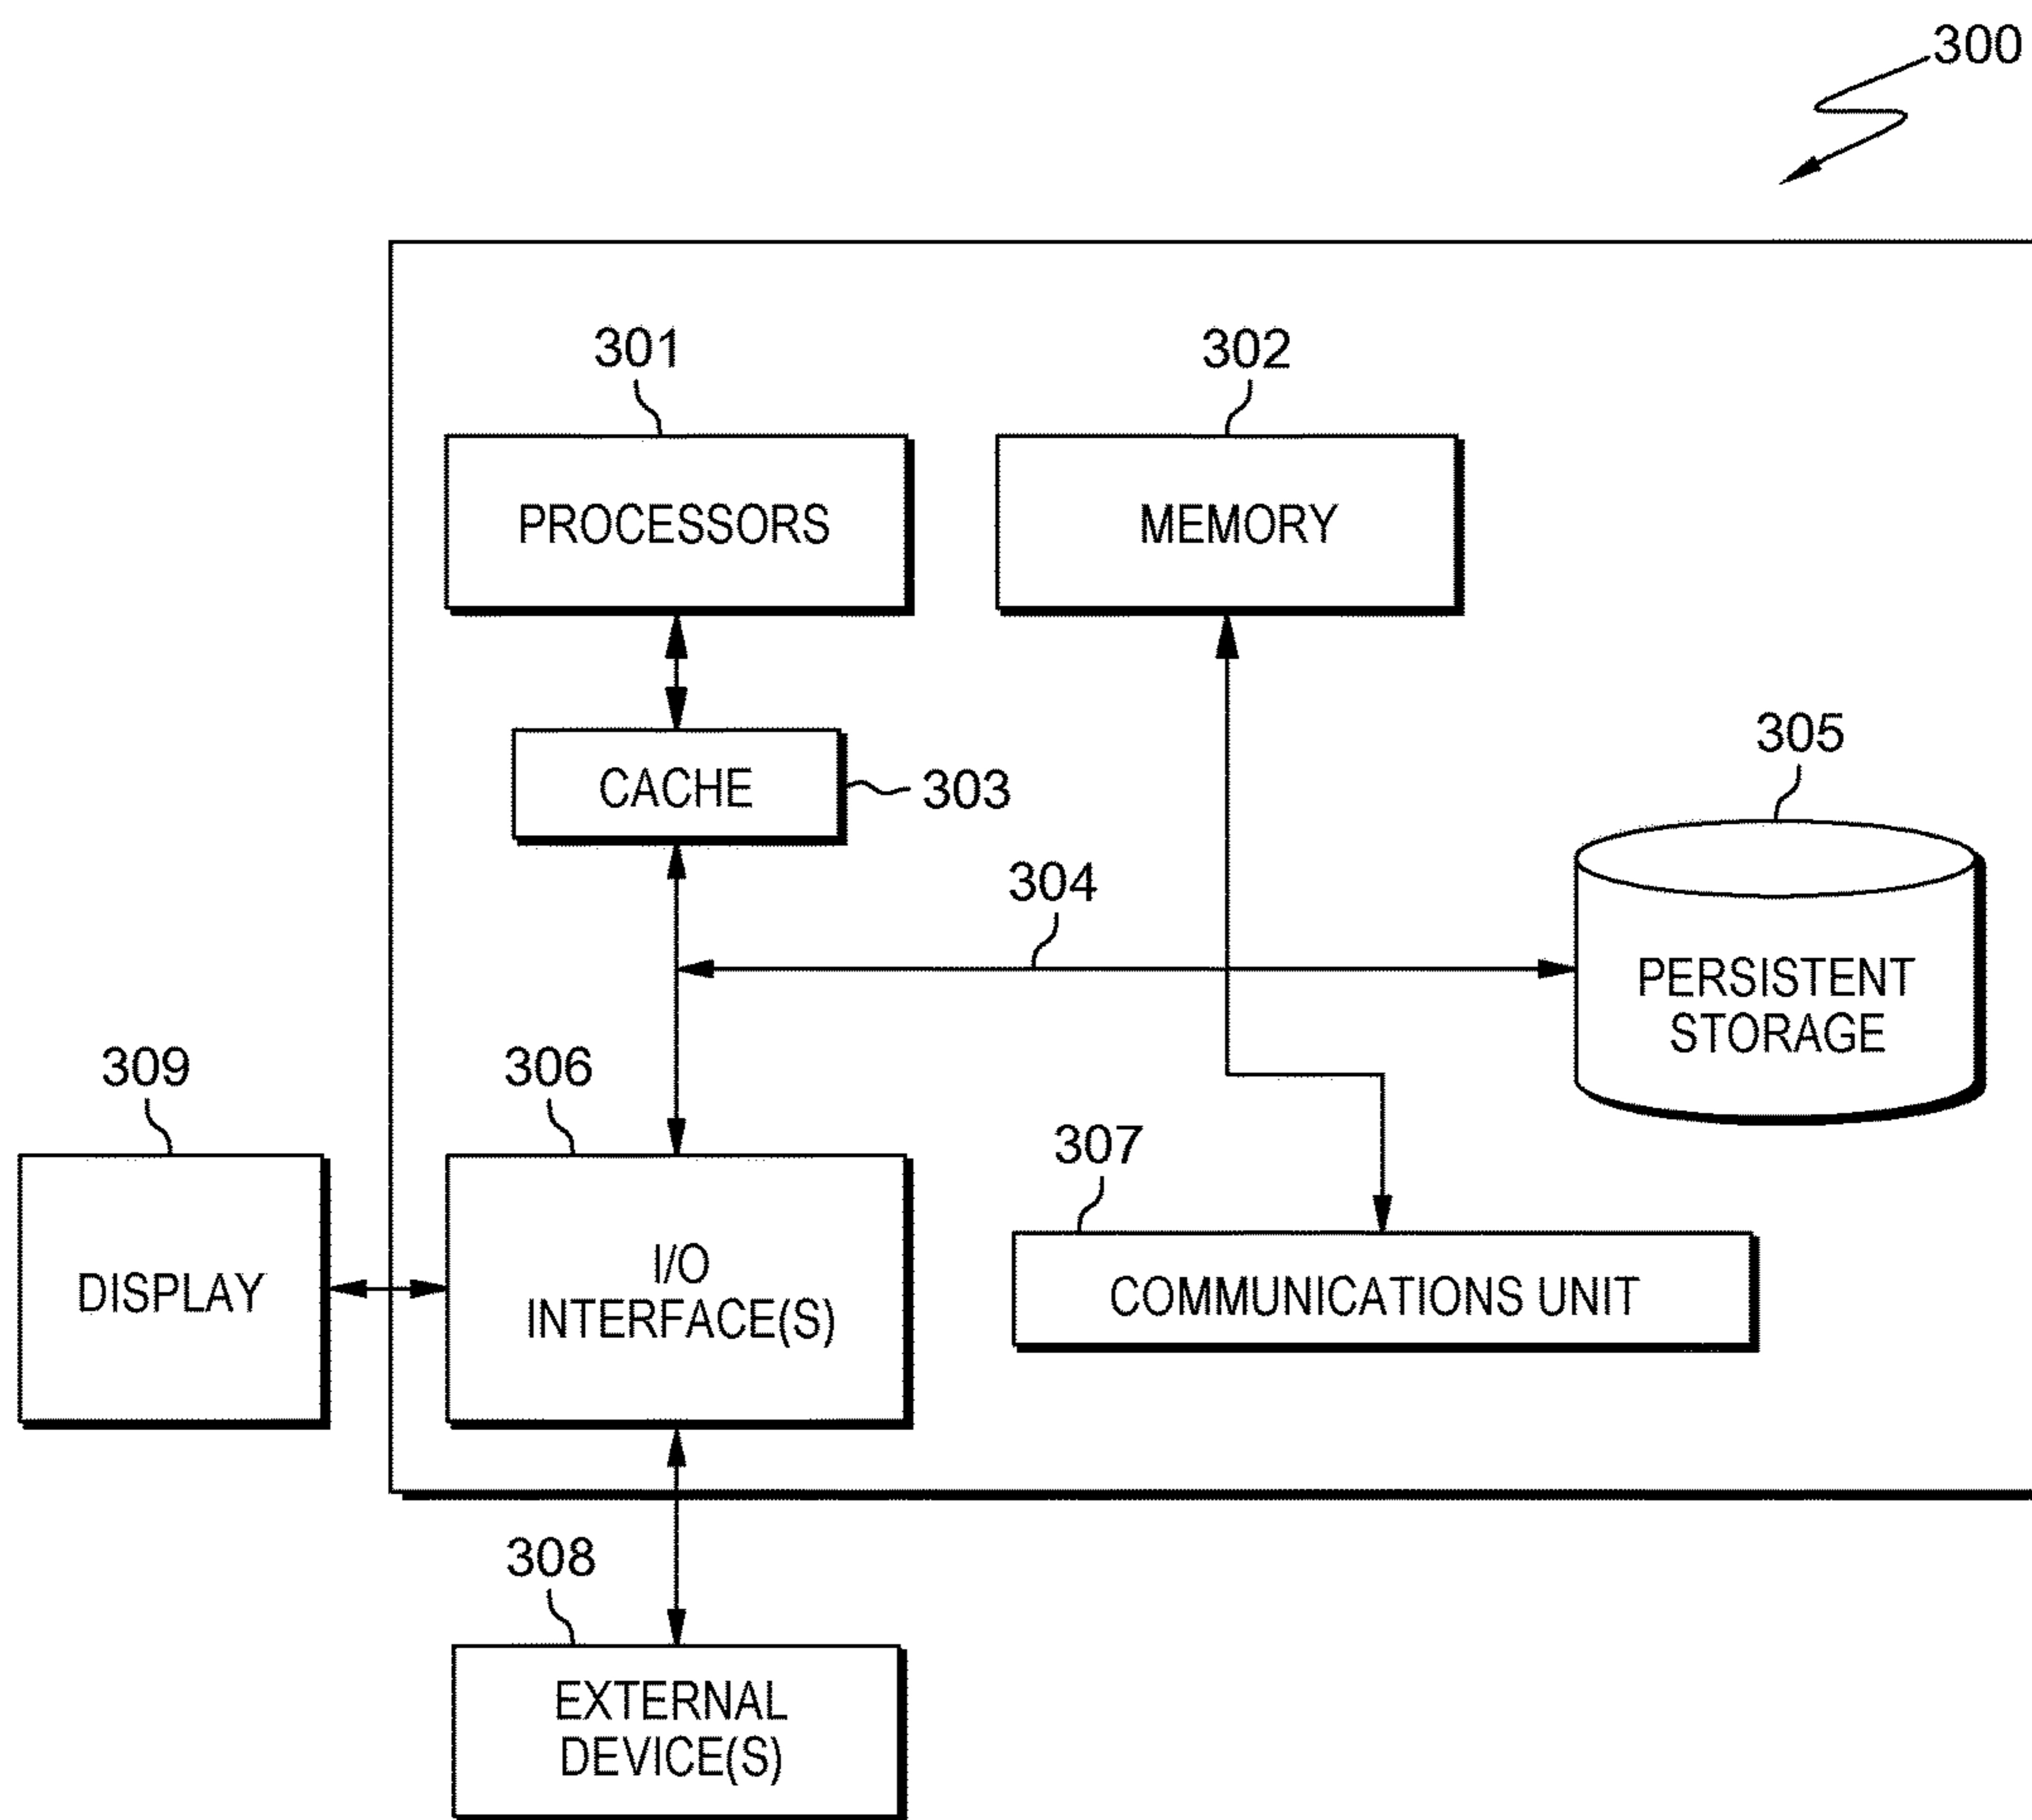 300
301
302
PROCESSORS
MEMORY
CACHE
303
304
305
PERSISTENT
STORAGE
309
306
307
DISPLAY
I/O
INTERFACE(S)
COMMUNICATIONS UNIT
308
EXTERNAL
DEVICE(S)